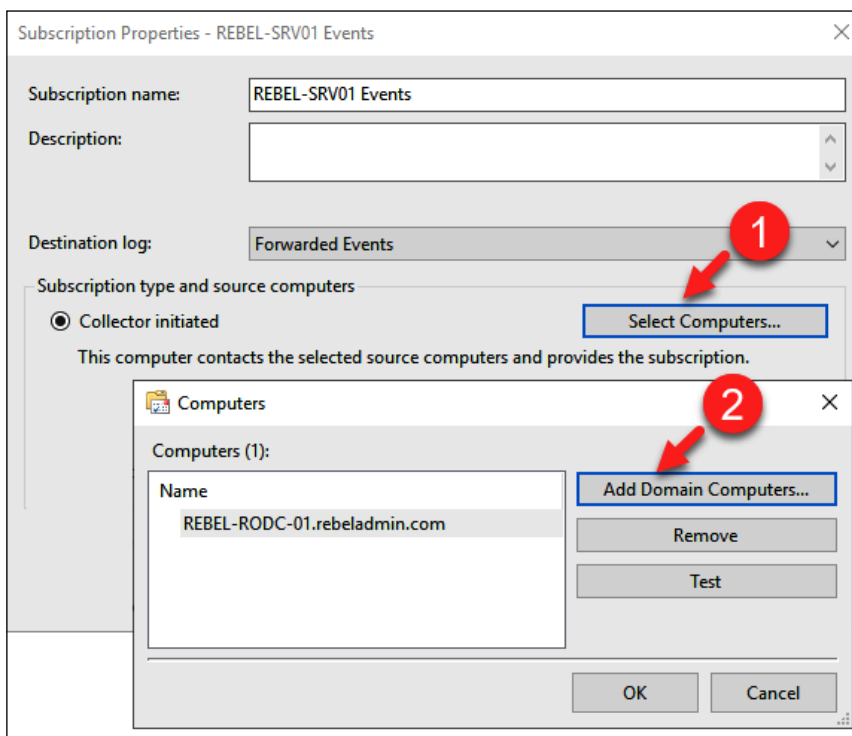 Subscription Properties - REBEL-SRV01 Events
Subscription name:
REBEL-SRV01 Events
Description:
Destination log:
Forwarded Events
1
Subscription type and source computers
Collector initiated
Select Computers...
This computer contacts the selected source computers and provides the subscription.
Computers
2
Computers (1):
Name
Add Domain Computers...
REBEL-RODC-01.rebeladmin.com
Remove
Test
OK
Cancel